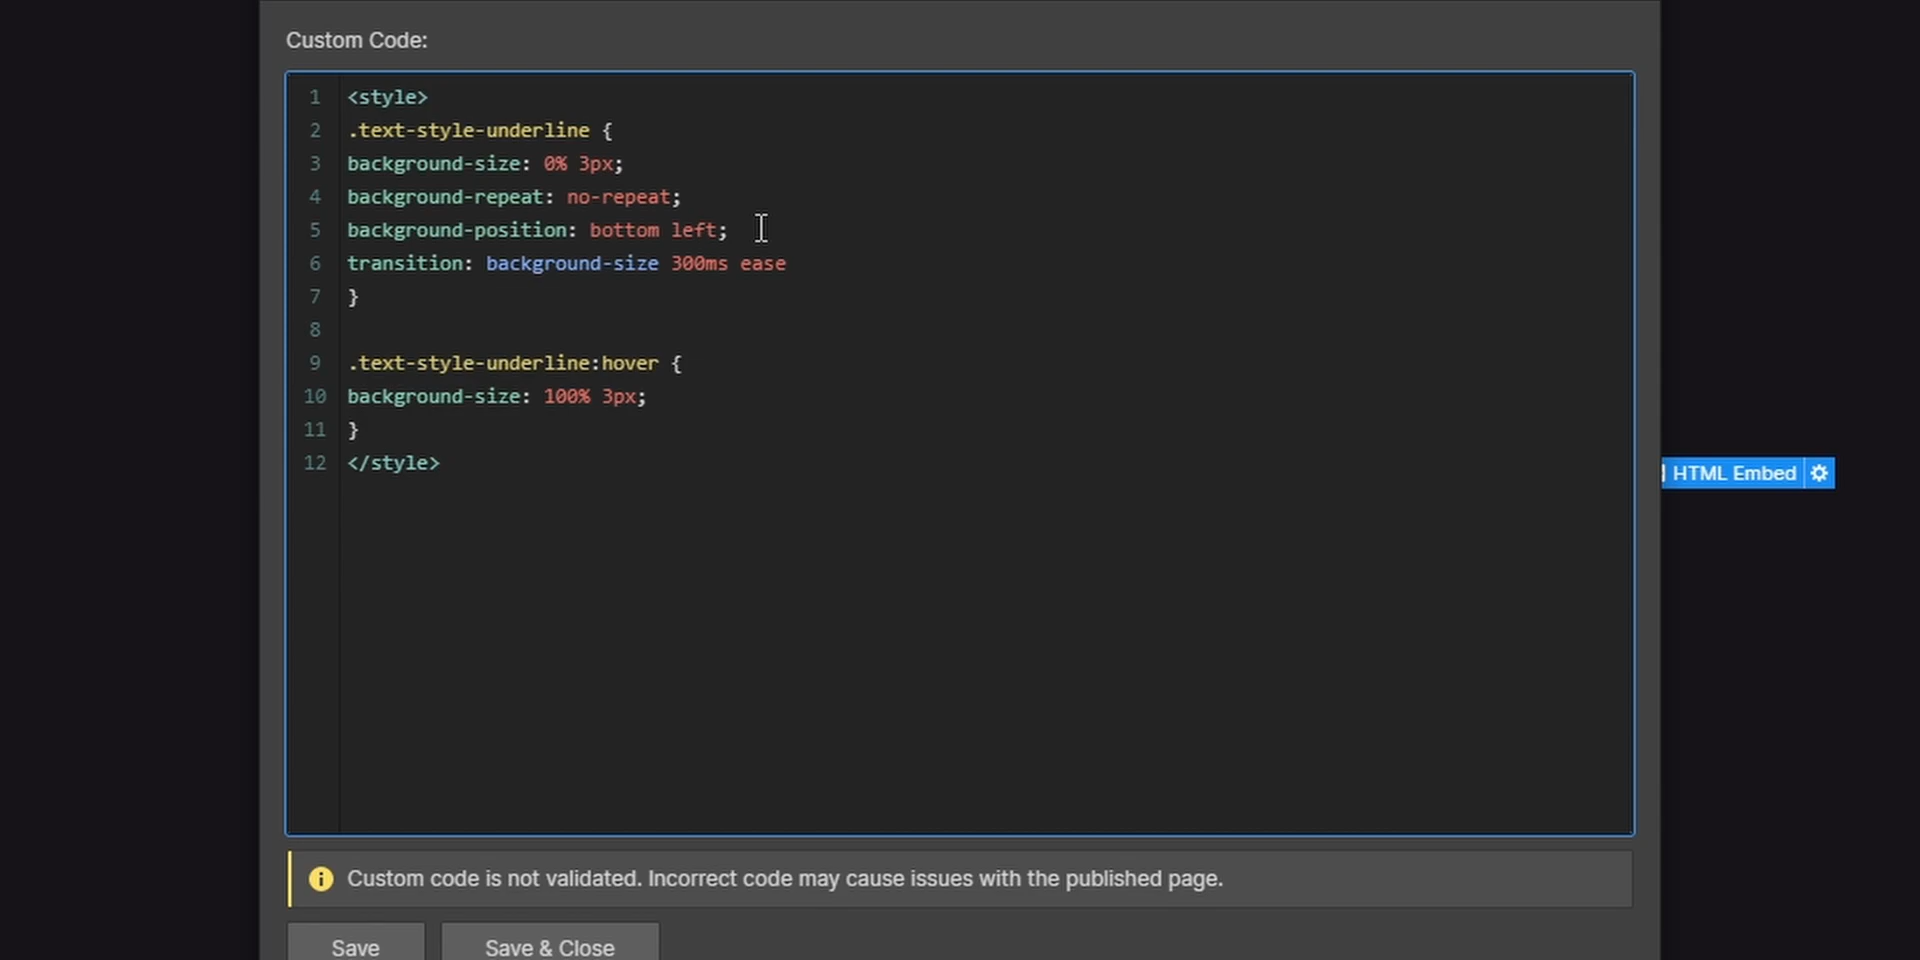 Custom Code:
1 <style>
2 .text-style-underline {
3 background-size: 0% 3px;
4 background-repeat: no-repeat;
5 background-position: bottom left;
6 transition: background-size 300ms ease
7 }
8
9 .text-style-underline:hover {
10 background-size: 100% 3px;
11 }
12 </style>
HTML Embed
Custom code is not validated. Incorrect code may cause issues with the published page.
Save
Save & Close